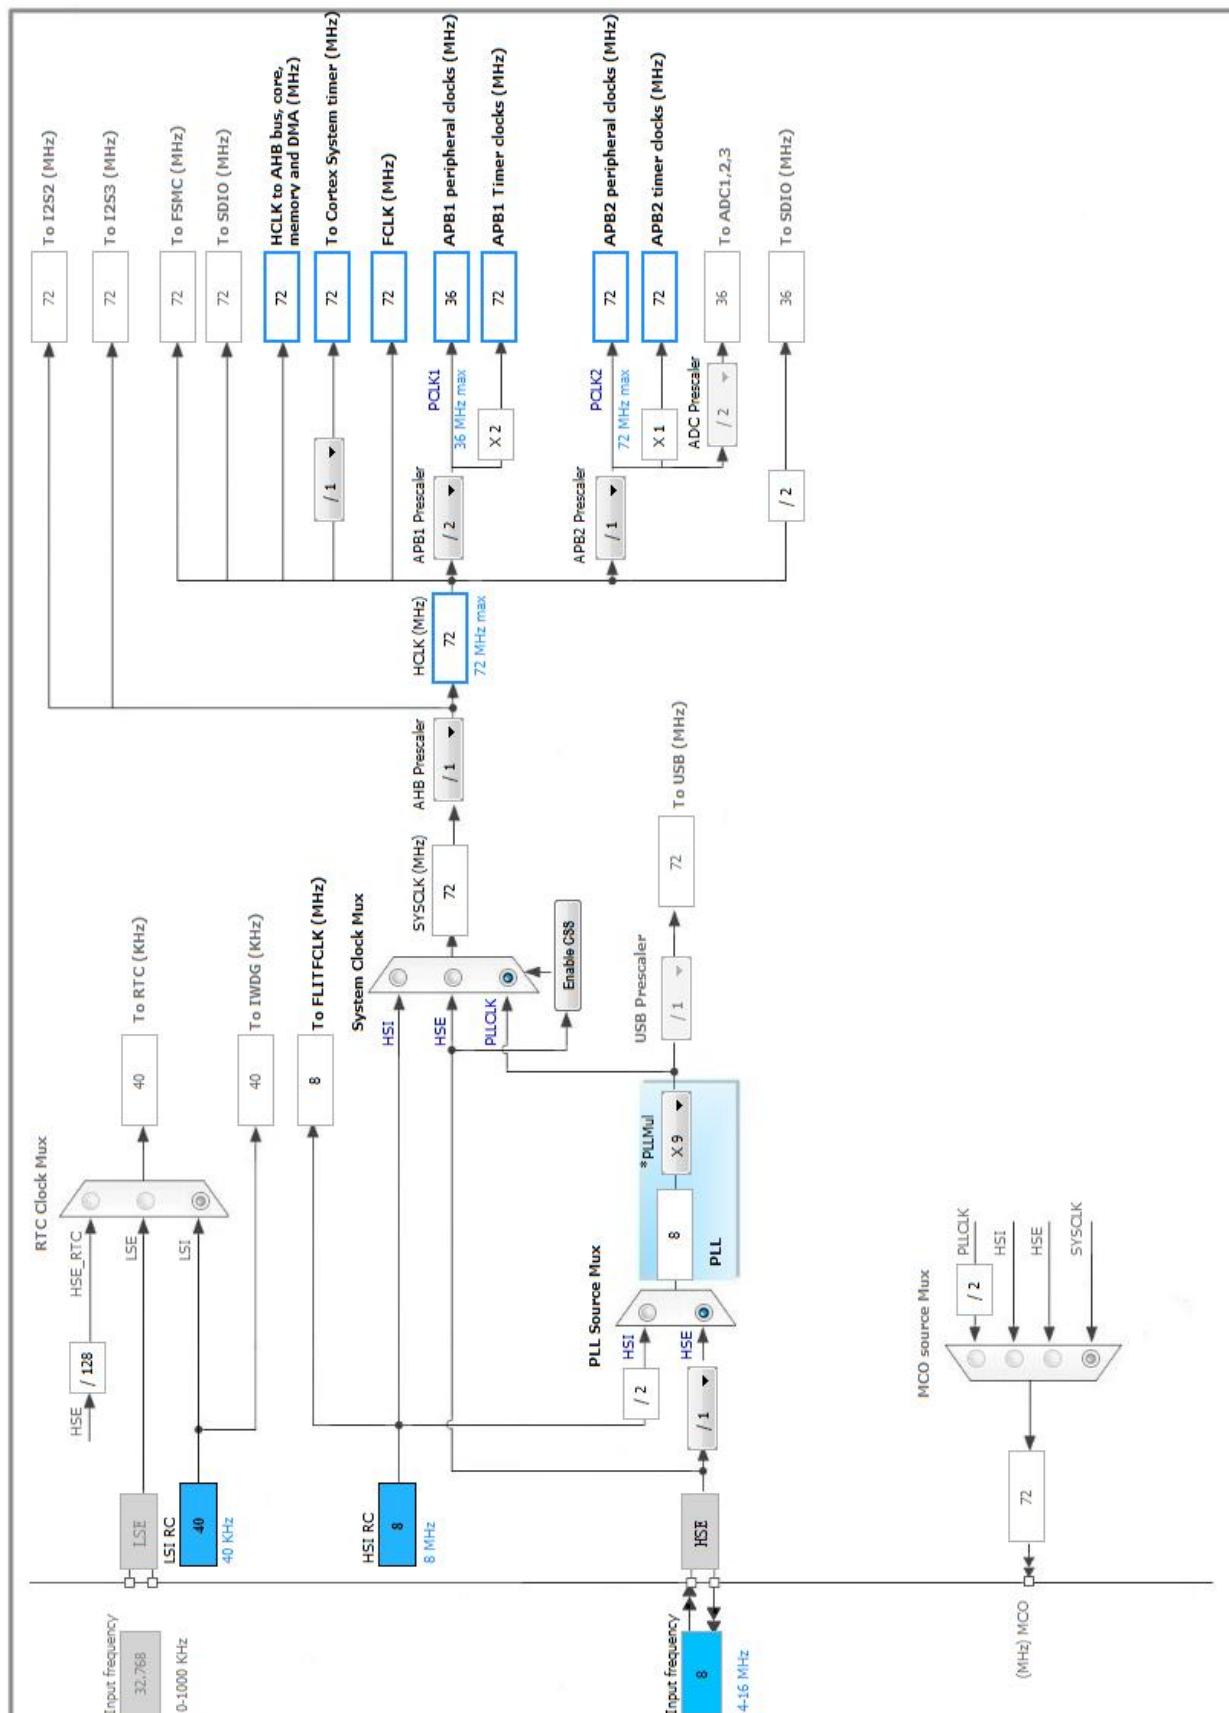 RTC Clock Mux
HSE
/ 128
HSE_RTC
LSE
LSI
40
To RTC (KHz)
Input frequency
32.768
0-1000 KHz
LSE
LSI RC
40
40 KHz
40
To IWDG (KHz)
8
To FLITFCLK (MHz)
HSI RC
8
8 MHz
System Clock Mux
HSI
HSE
PLLCLK
Enable CSS
SYSCLK (MHz)
72
AHB Prescaler
/ 1
HCLK (MHz)
72
72 MHz max
72
To I2S2 (MHz)
72
To I2S3 (MHz)
72
To FSMC (MHz)
72
To SDIO (MHz)
72
HCLK to AHB bus, core,
memory and DMA (MHz)
/ 1
72
To Cortex System timer (MHz)
72
FCLK (MHz)
APB1 Prescaler
/ 2
PCLK1
36 MHz max
36
APB1 peripheral clocks (MHz)
X 2
72
APB1 Timer clocks (MHz)
APB2 Prescaler
/ 1
PCLK2
72 MHz max
72
APB2 peripheral clocks (MHz)
X 1
72
APB2 timer clocks (MHz)
ADC Prescaler
/ 2
36
To ADC1,2,3
/ 2
36
To SDIO (MHz)
PLL Source Mux
/ 2
HSI
HSE
/ 1
8
*PLLMul
X 9
PLL
USB Prescaler
/ 1
72
To USB (MHz)
Input frequency
8
4-16 MHz
HSE
MCO source Mux
(MHz) MCO
72
/ 2
PLLCLK
HSI
HSE
SYSCLK